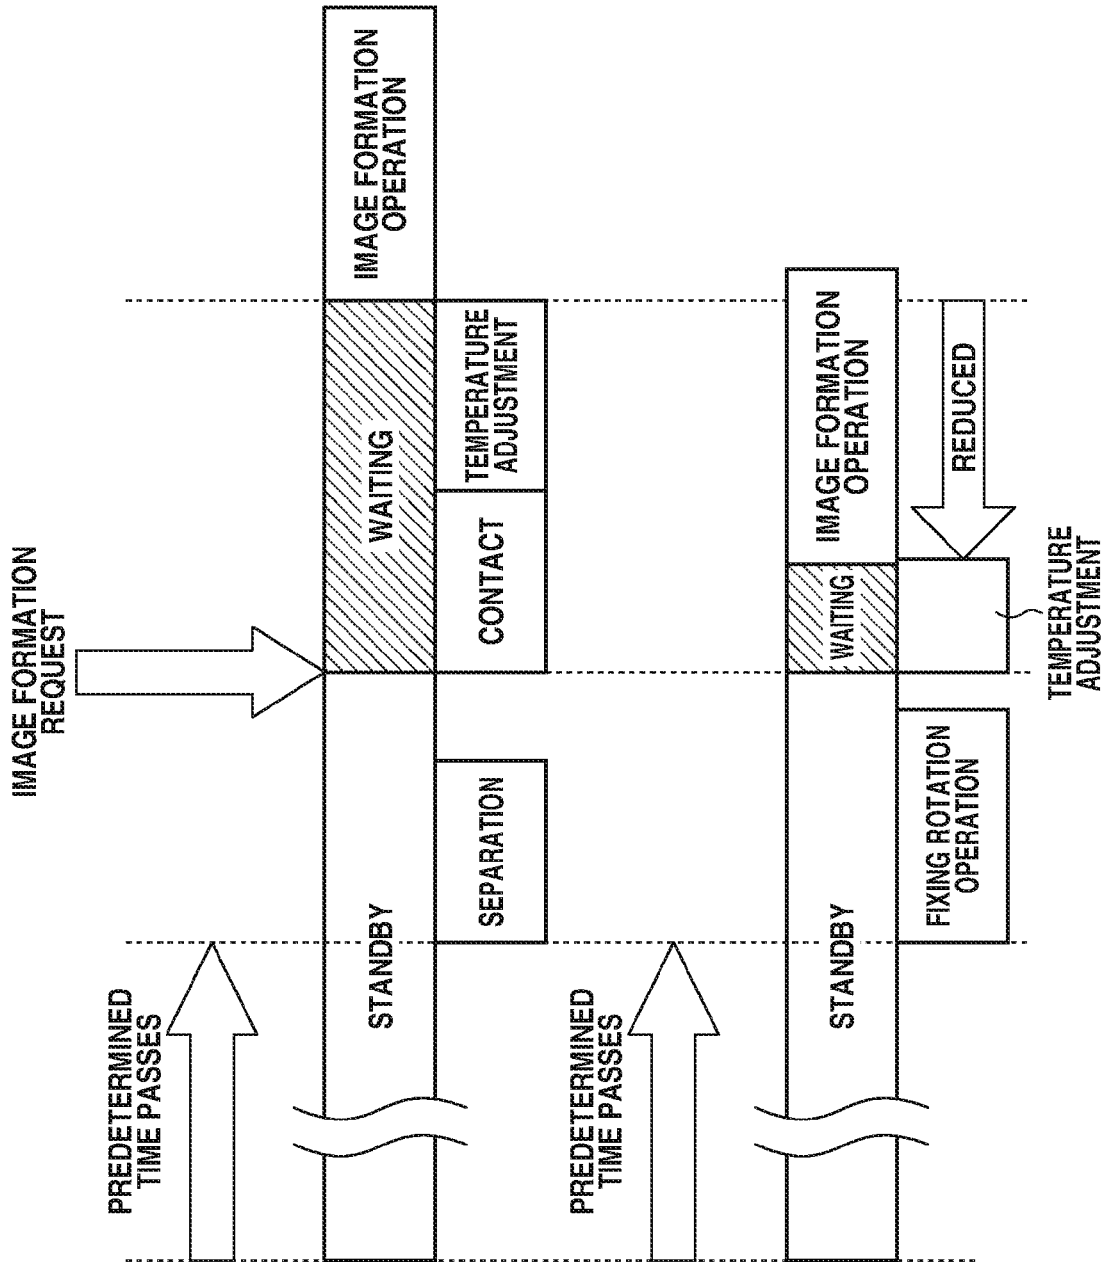 IMAGE FORMATION
REQUEST
PREDETERMINED
TIME PASSES
STANDBY
WAITING
IMAGE FORMATION
OPERATION
SEPARATION
CONTACT
TEMPERATURE
ADJUSTMENT
PREDETERMINED
TIME PASSES
STANDBY
WAITING
IMAGE FORMATION
OPERATION
FIXING ROTATION
OPERATION
REDUCED
TEMPERATURE
ADJUSTMENT